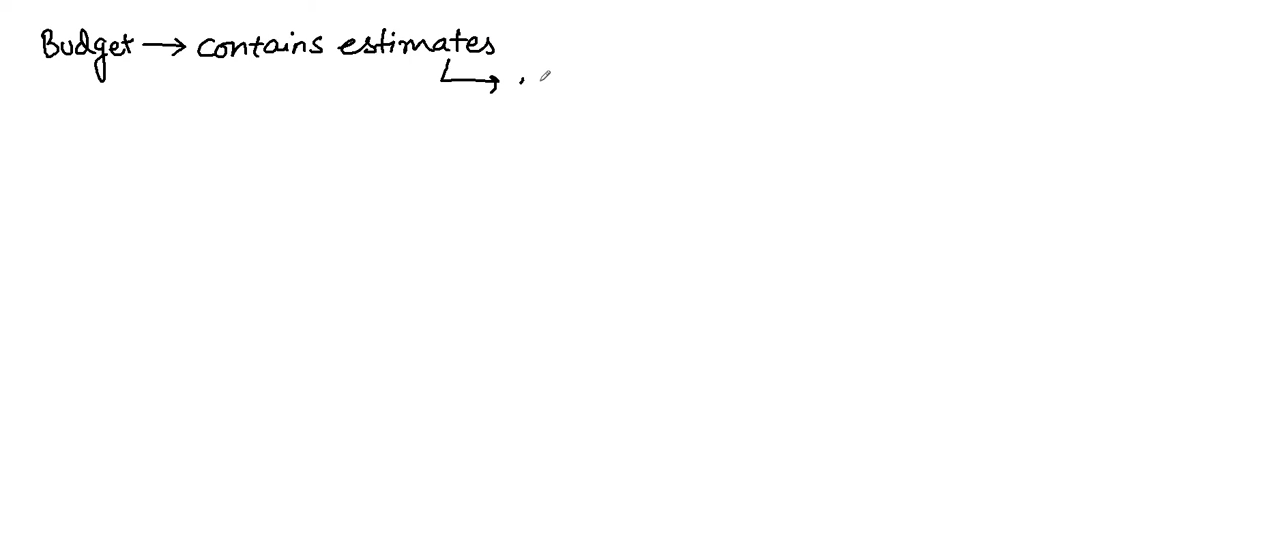 Budget → contains estimates
↳ .